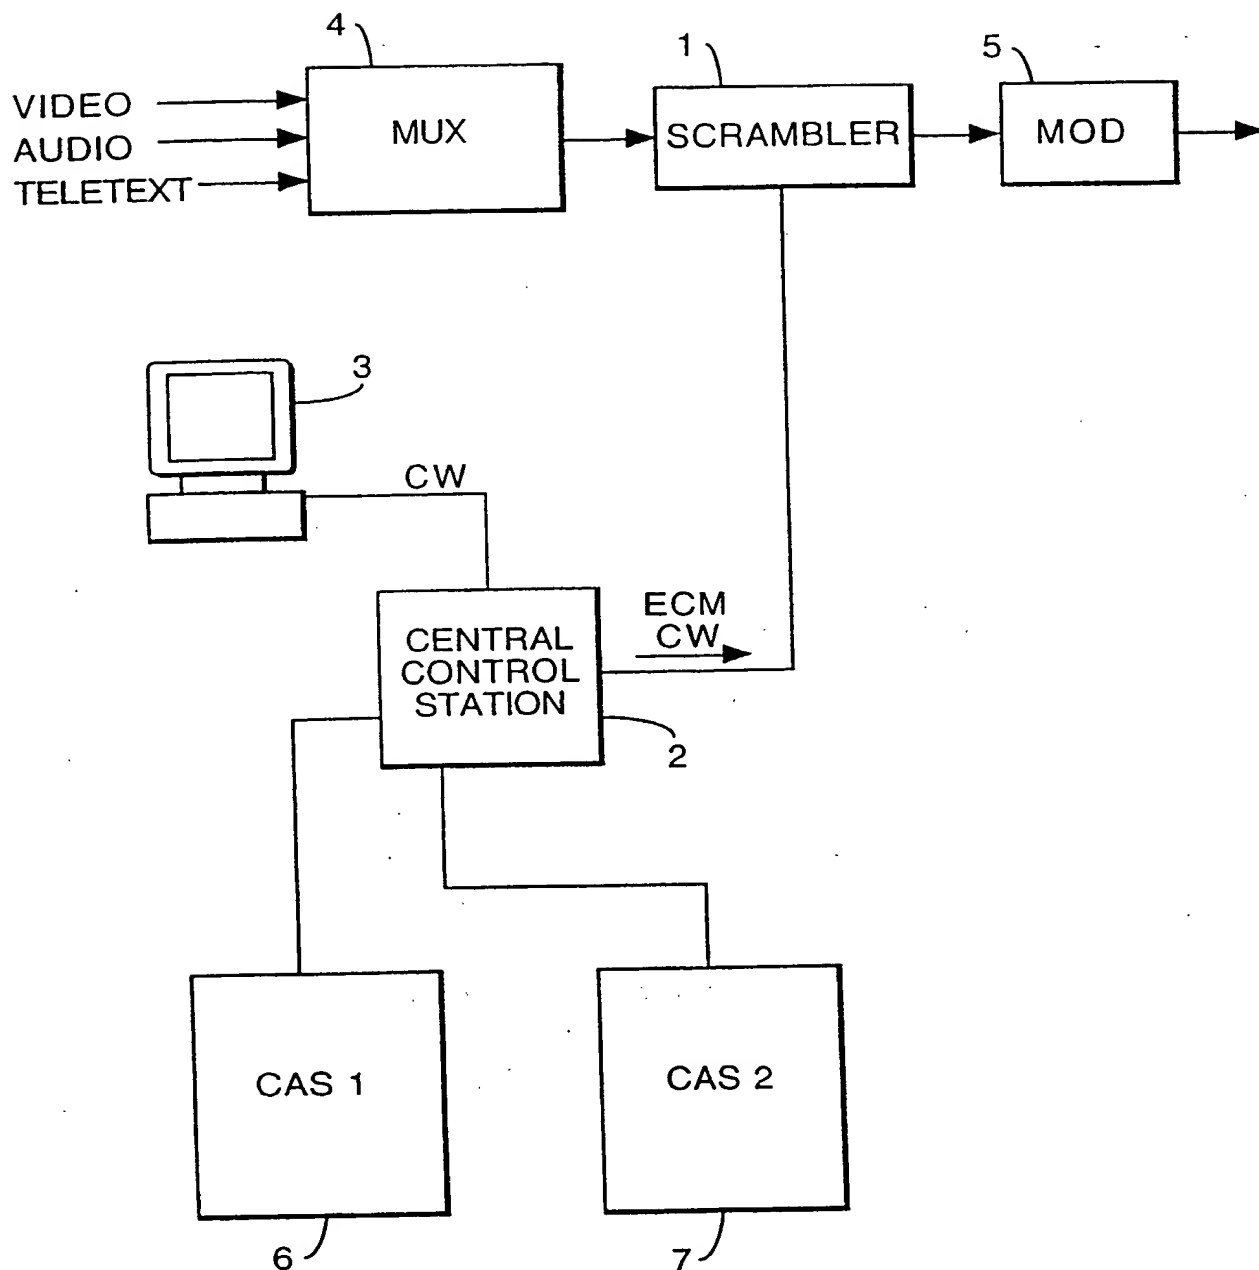 4
1
5
VIDEO
AUDIO
TELETEXT
MUX
SCRAMBLER
MOD
3
CW
ECM
CW
CENTRAL
CONTROL
STATION
2
CAS 1
CAS 2
6
7